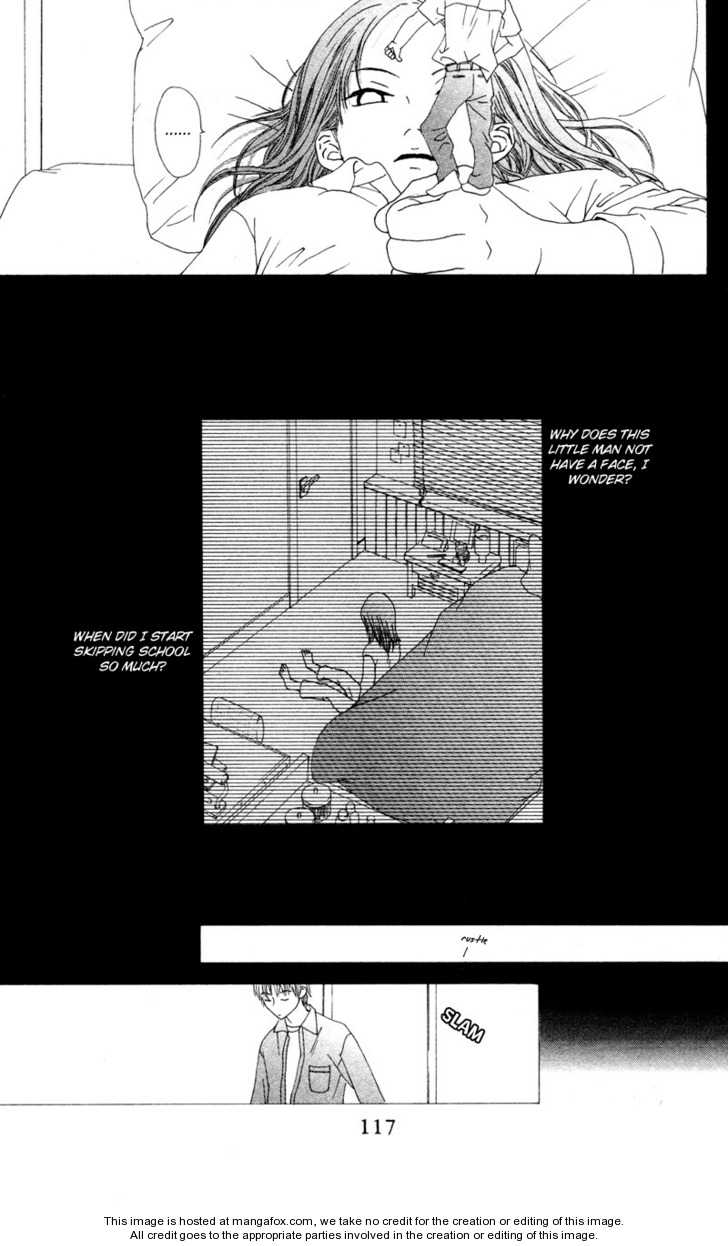 ......
WHY DOES THIS
LITTLE MAN NOT
HAVE A FACE, I
WONDER?
WHEN DID I START
SKIPPING SCHOOL
SO MUCH?
rustle
SLAM
117
This image is hosted at mangafox.com, we take no credit for the creation or editing of this image.
All credit goes to the appropriate parties involved in the creation or editing of this image.